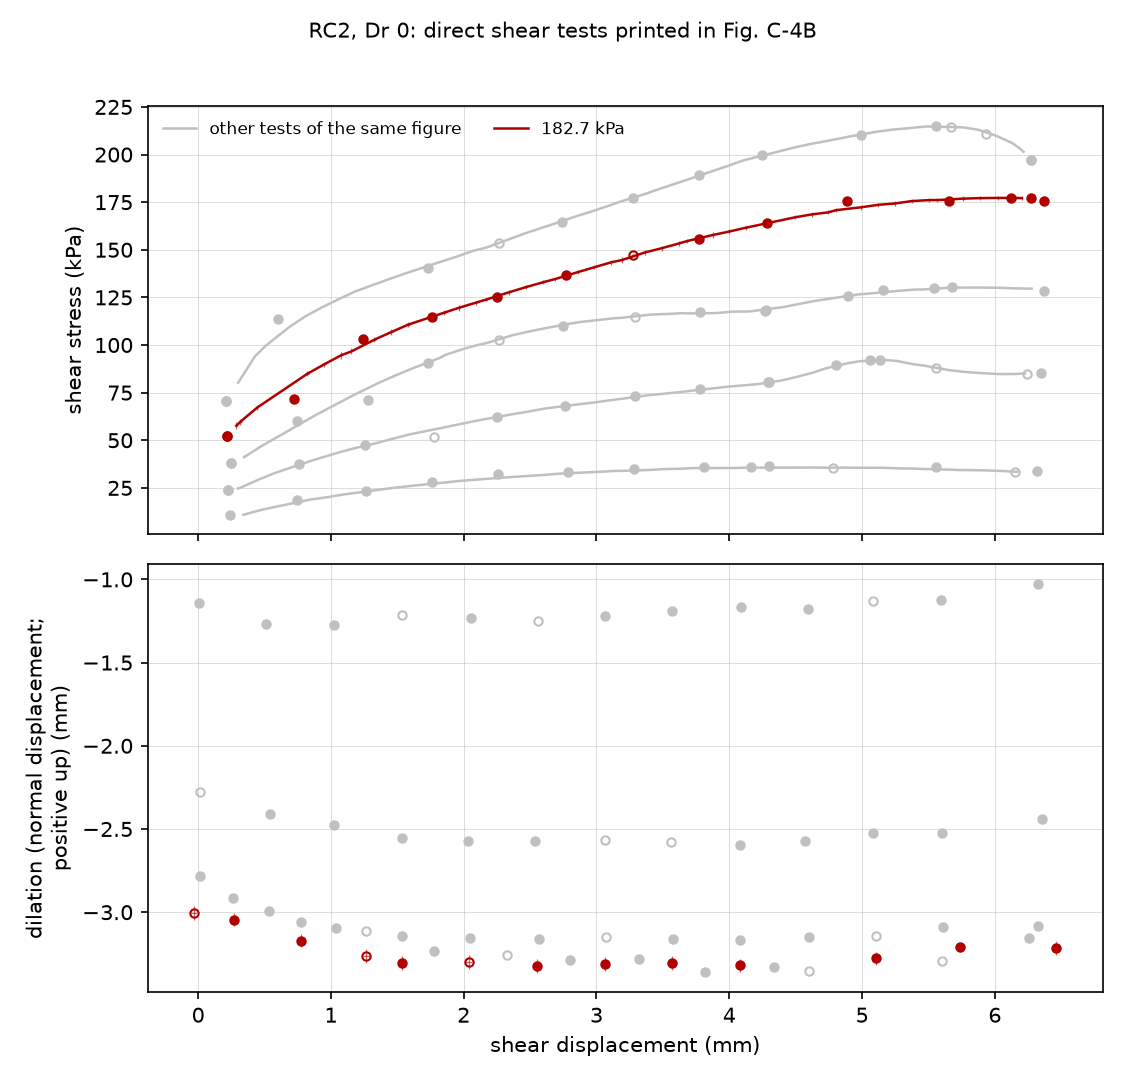 RC2, Dr 0: direct shear tests printed in Fig. C-4B
other tests of the same figure
182.7 kPa
225
200
175
150
125
100
75
50
25
shear stress (kPa)
−1.0
−1.5
−2.0
−2.5
−3.0
dilation (normal displacement;
positive up) (mm)
0 1 2 3 4 5 6
shear displacement (mm)